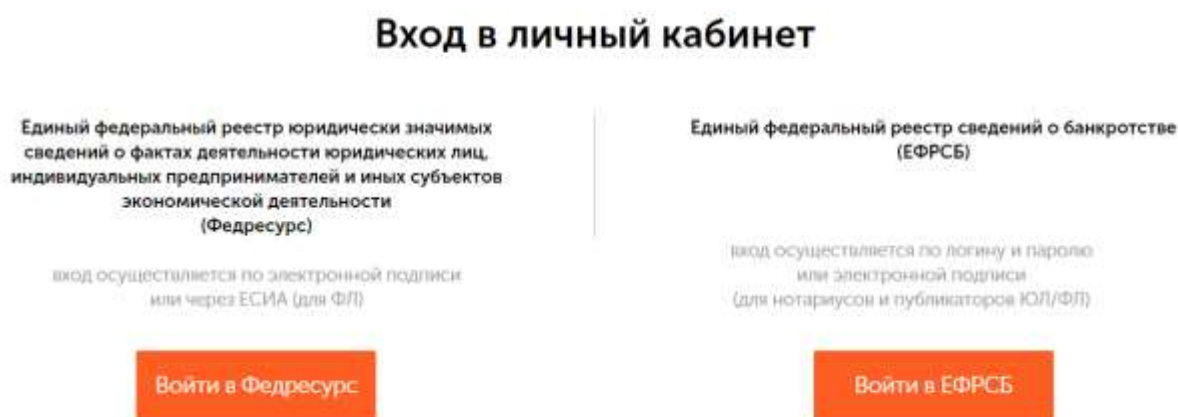 Вход в личный кабинет
Единый федеральный реестр юридически значимых
сведений о фактах деятельности юридических лиц,
индивидуальных предпринимателей и иных субъектов
экономической деятельности
(Федресурс)
вход осуществляется по электронной подписи
или через ЕСИА (для ФЛ)
Войти в Федресурс
Единый федеральный реестр сведений о банкротстве
(ЕФРСБ)
вход осуществляется по логину и паролю
или электронной подписи
(для нотариусов и публикаторов ЮЛ/ФЛ)
Войти в ЕФРСБ